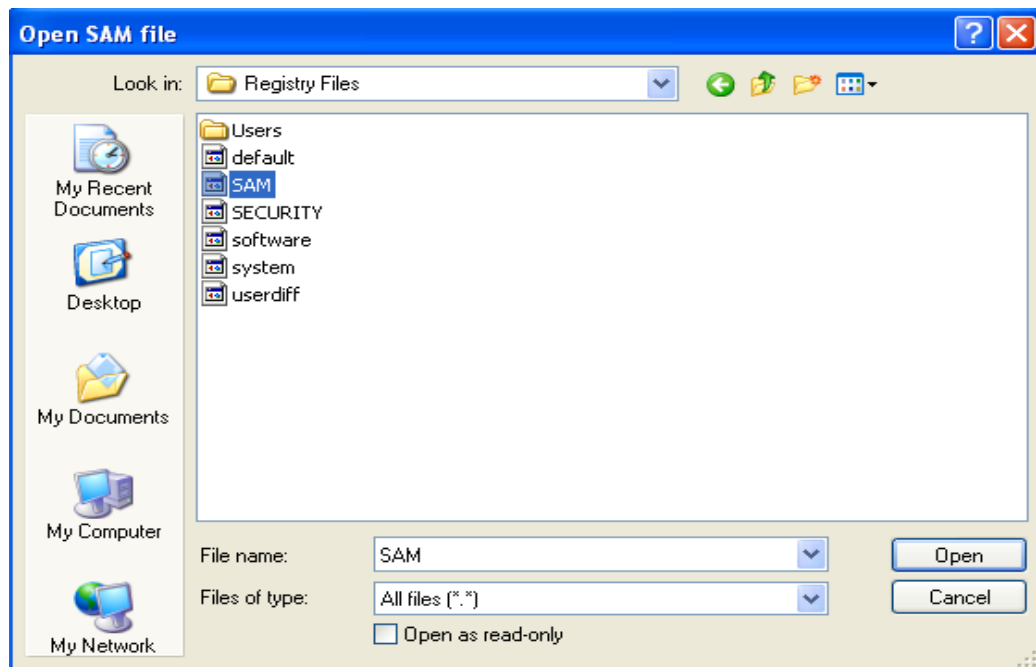 Open SAM file
Look in: Registry Files
My Recent
Documents
Desktop
My Documents
My Computer
My Network
Users
default
SAM
SECURITY
software
system
userdiff
File name: SAM Open
Files of type: All files (*.*) Cancel
Open as read-only